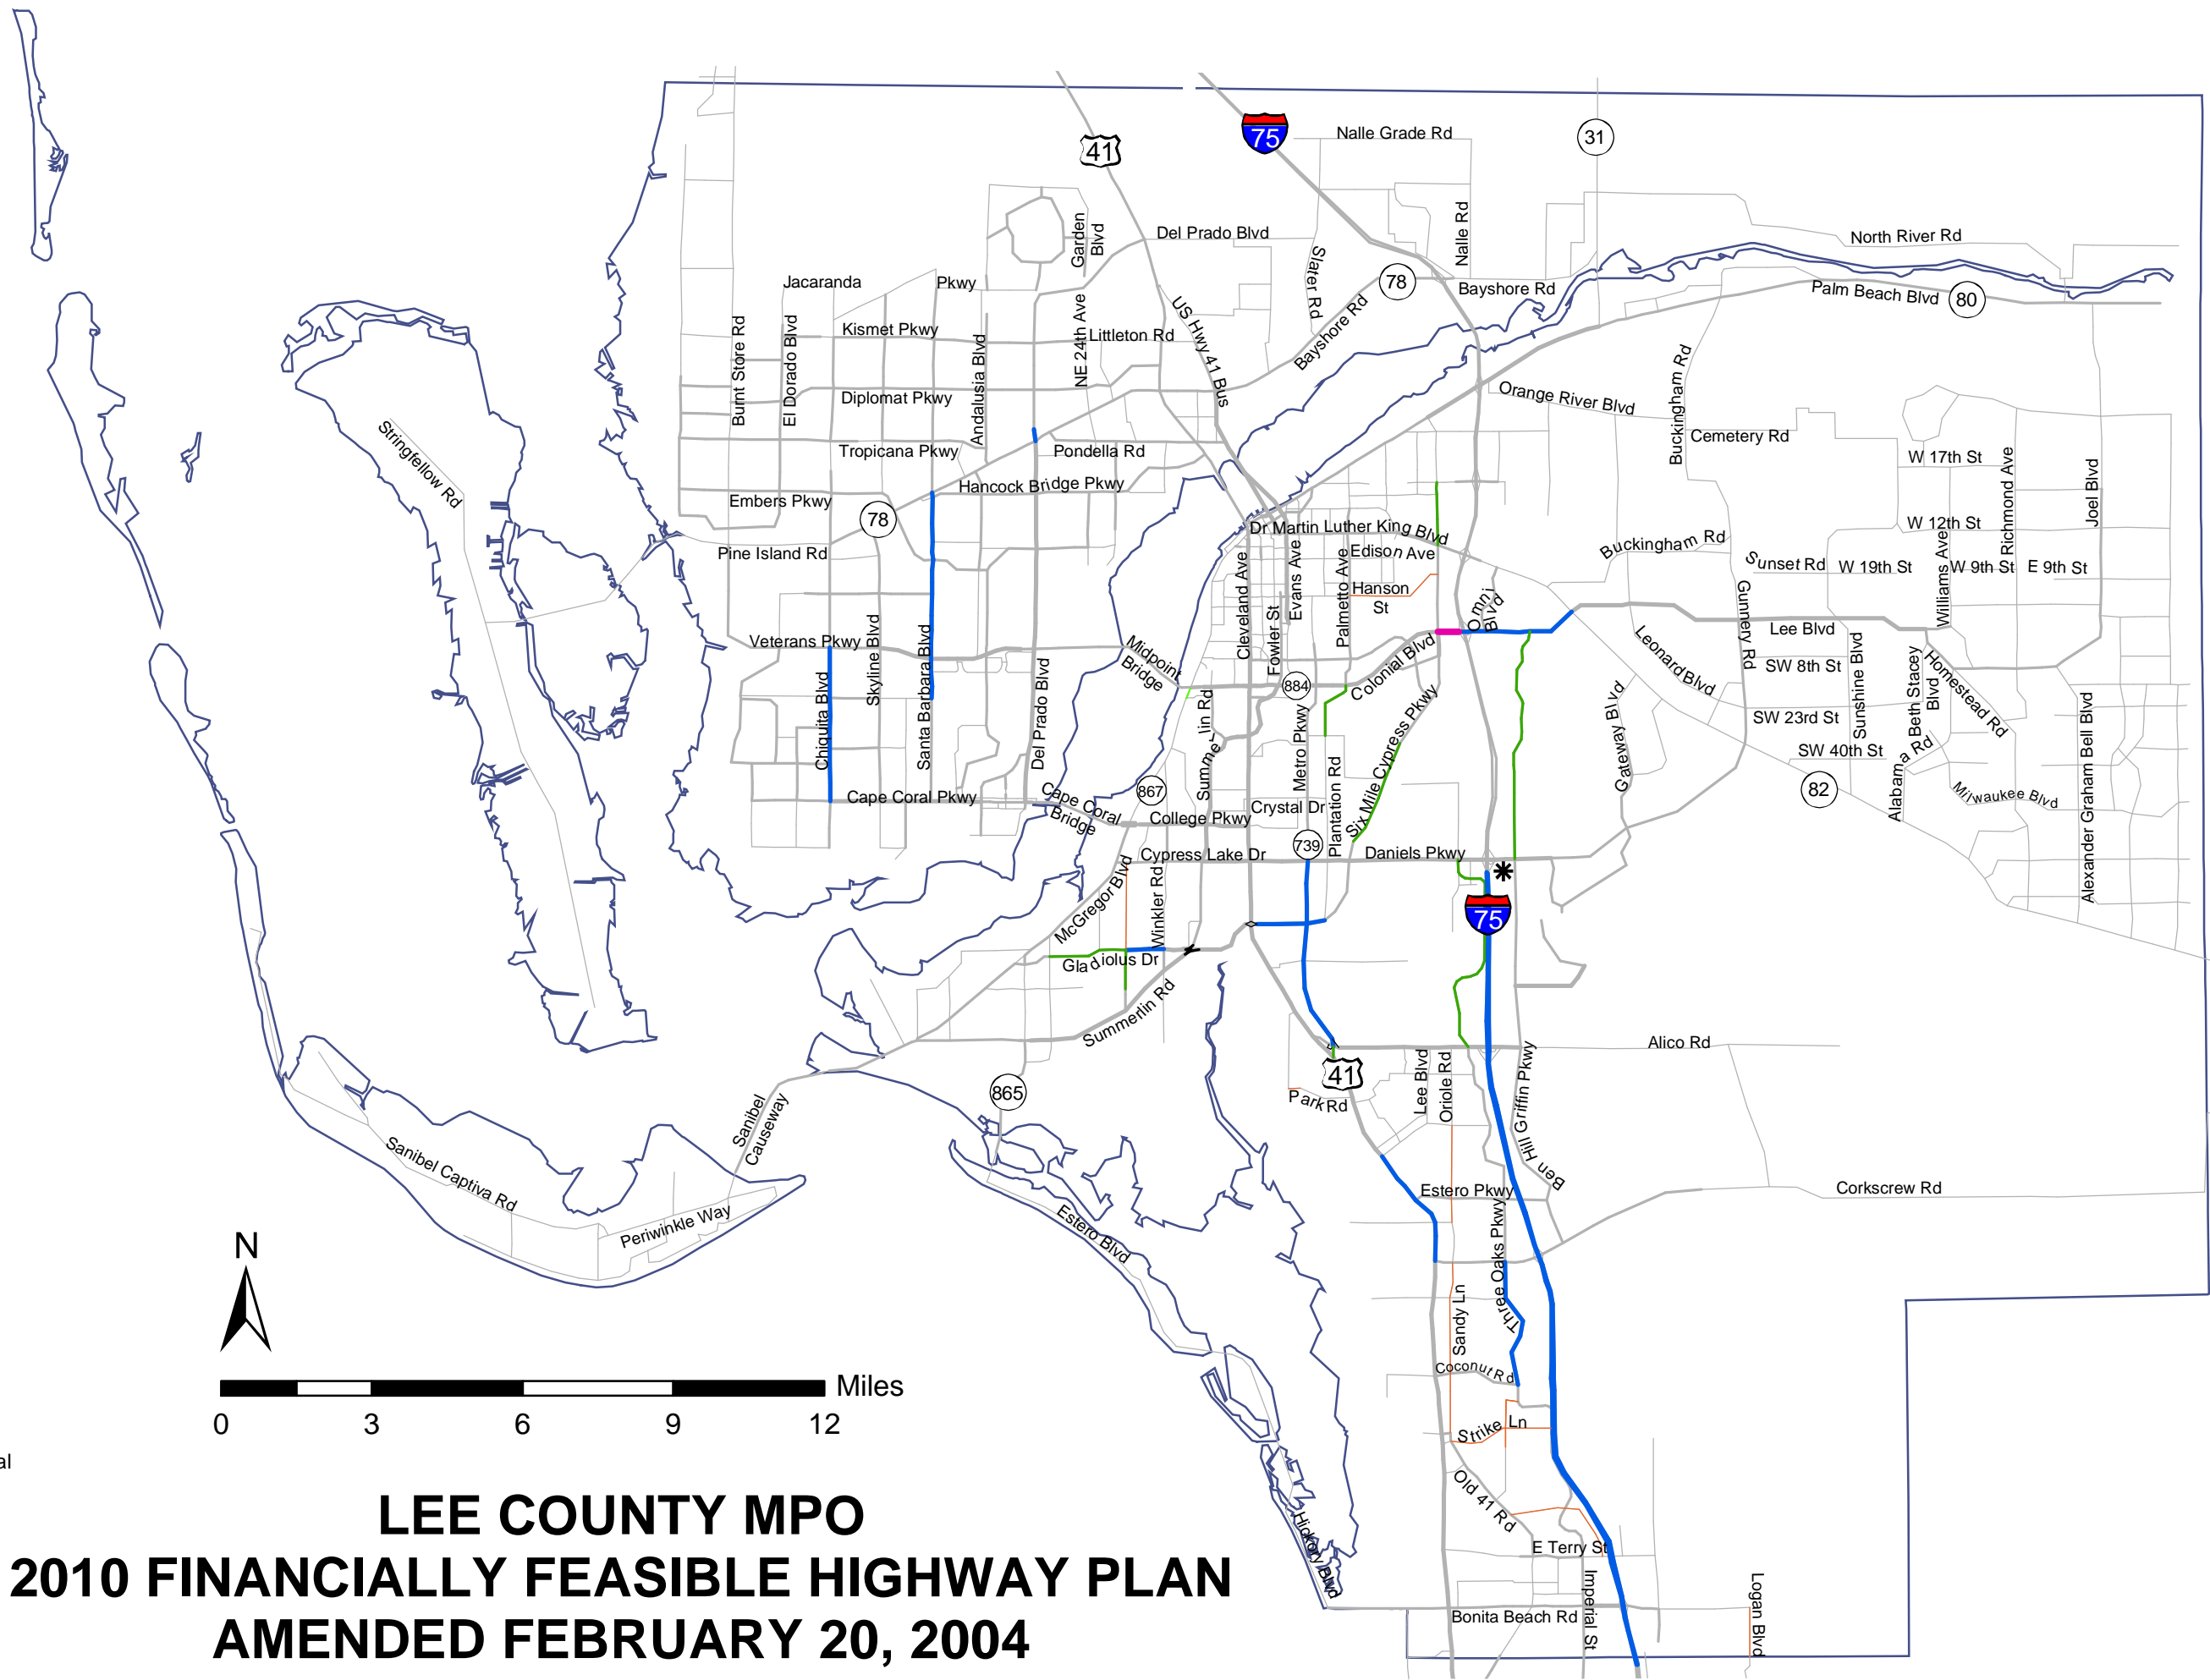 75
Nalle Grade Rd
31
41
Garden
Blvd
Del Prado Blvd
Nalle Rd
North River Rd
Slater Rd
Jacaranda
Pkwy
78
Bayshore Rd
Palm Beach Blvd
80
Burnt Store Rd
El Dorado Blvd
Kismet Pkwy
Andalusia Blvd
NE 24th Ave
Littleton Rd
US Hwy 41 Bus
Bayshore Rd
Buckingham Rd
Diplomat Pkwy
Orange River Blvd
Stringfellow Rd
Cemetery Rd
Tropicana Pkwy
Pondella Rd
W 17th St
Richmond Ave
Joel Blvd
Embers Pkwy
Hancock Bridge Pkwy
78
Dr Martin Luther King Blvd
W 12th St
Pine Island Rd
Edison Ave
Buckingham Rd
Sunset Rd
W 19th St
Williams Ave
W 9th St
E 9th St
Cleveland Ave
Fowler St
Evans Ave
Palmetto Ave
Hanson
St
Omni
Blvd
Gunnery Rd
Lee Blvd
Veterans Pkwy
Midpoint
Bridge
Colonial Blvd
Leonard Blvd
SW 8th St
Sunshine Blvd
Beth Stacey
Blvd
Homestead Rd
884
Chiquita Blvd
Skyline Blvd
Santa Barbara Blvd
Del Prado Blvd
Summerlin Rd
Metro Pkwy
Plantation Rd
Six Mile Cypress Pkwy
Gateway Blvd
SW 23rd St
SW 40th St
Alabama Rd
Alexander Graham Bell Blvd
82
Milwaukee Blvd
Cape Coral Pkwy
Cape Coral
Bridge
867
College Pkwy
Crystal Dr
739
Cypress Lake Dr
Daniels Pkwy
*
McGregor Blvd
Winkler Rd
75
Gladiolus Dr
Summerlin Rd
Alico Rd
41
865
Park Rd
Lee Blvd
Oriole Rd
Ben Hill Griffin Pkwy
Sanibel
Causeway
Sanibel Captiva Rd
Periwinkle Way
Estero Blvd
Estero Pkwy
Corkscrew Rd
Three Oaks Pkwy
Sandy Ln
N
Coconut Rd
Miles
0 3 6 9 12
Strike Ln
Old 41 Rd
al
Hickory Blvd
E Terry St
Imperial St
Bonita Beach Rd
Logan Blvd
LEE COUNTY MPO
2010 FINANCIALLY FEASIBLE HIGHWAY PLAN
AMENDED FEBRUARY 20, 2004